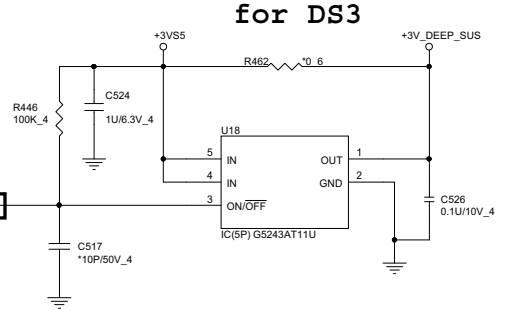 for DS3
+3VS5
+3V_DEEP_SUS
R462
*0_6
C524
1U/6.3V_4
R446
100K_4
U18
5
IN
OUT
1
4
IN
GND
2
3
ON/OFF
IC(5P) G5243AT11U
C526
0.1U/10V_4
C517
*10P/50V_4